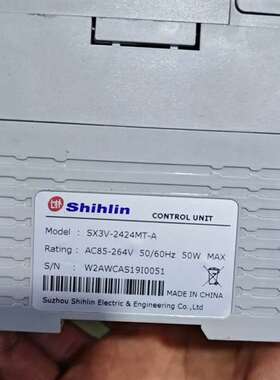 Shihlin CONTROL UNIT
Model : SX3V-2424MT-A
Rating : AC85-264V 50/60Hz 50W MAX
S/N : W2AWCAS19I0051
MADE IN CHINA
Suzhou Shihlin Electric & Engineering Co.,Ltd